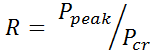 R = P_peak / P_cr